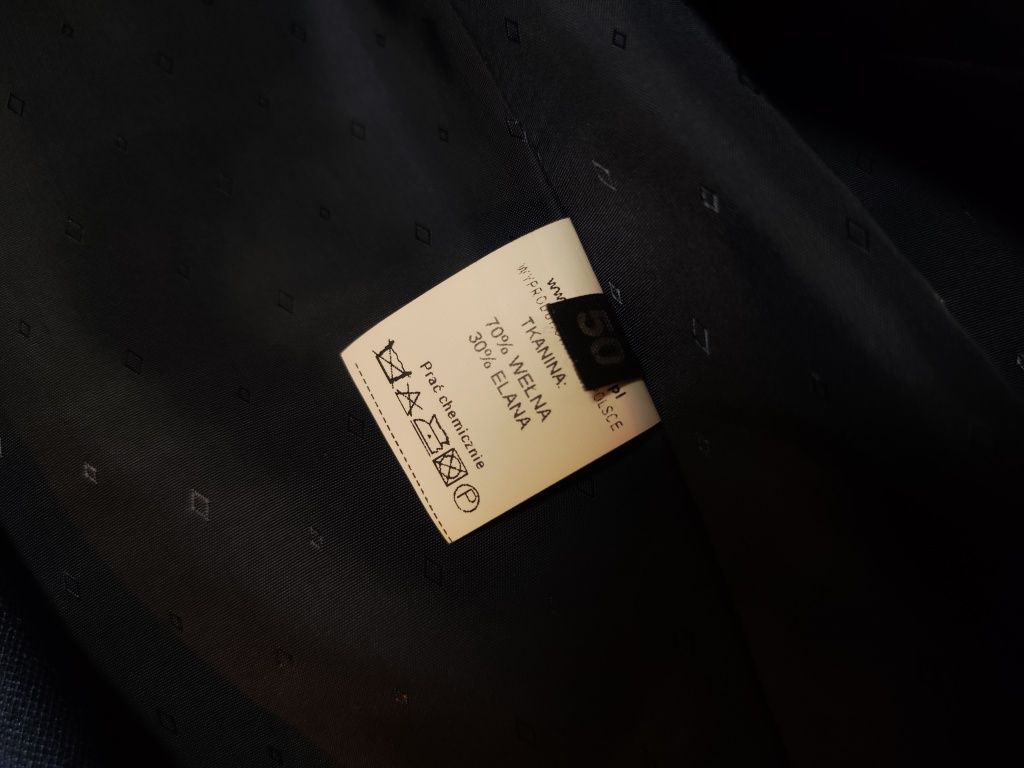 50
TKANINA:
70% WEŁNA
30% ELANA
Prać chemicznie
P